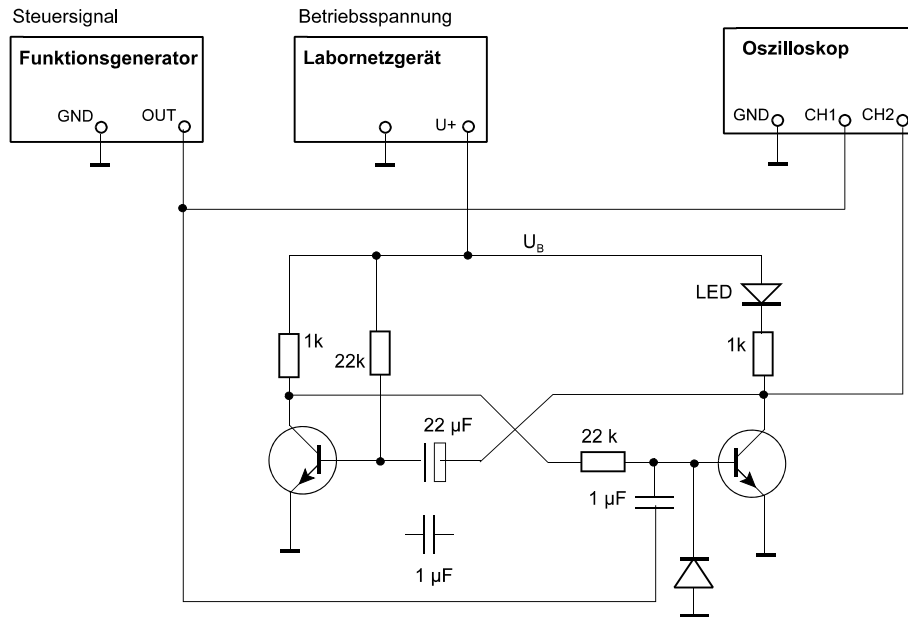 Steuersignal
Betriebsspannung
Funktionsgenerator
Labornetzgerät
Oszilloskop
GND
OUT
U+
GND
CH1
CH2
U_B
LED
1k
22k
1k
22 µF
22 k
1 µF
1 µF